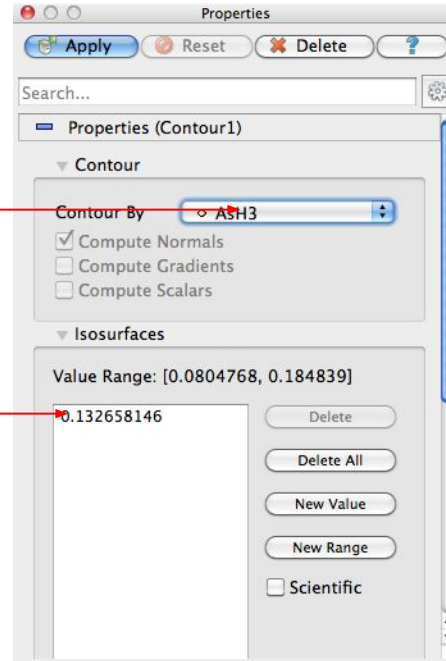 Properties
Apply Reset Delete ?
Search...
Properties (Contour1)
Contour
Contour By AsH3
Compute Normals
Compute Gradients
Compute Scalars
Isosurfaces
Value Range: [0.0804768, 0.184839]
0.132658146 Delete
Delete All
New Value
New Range
Scientific